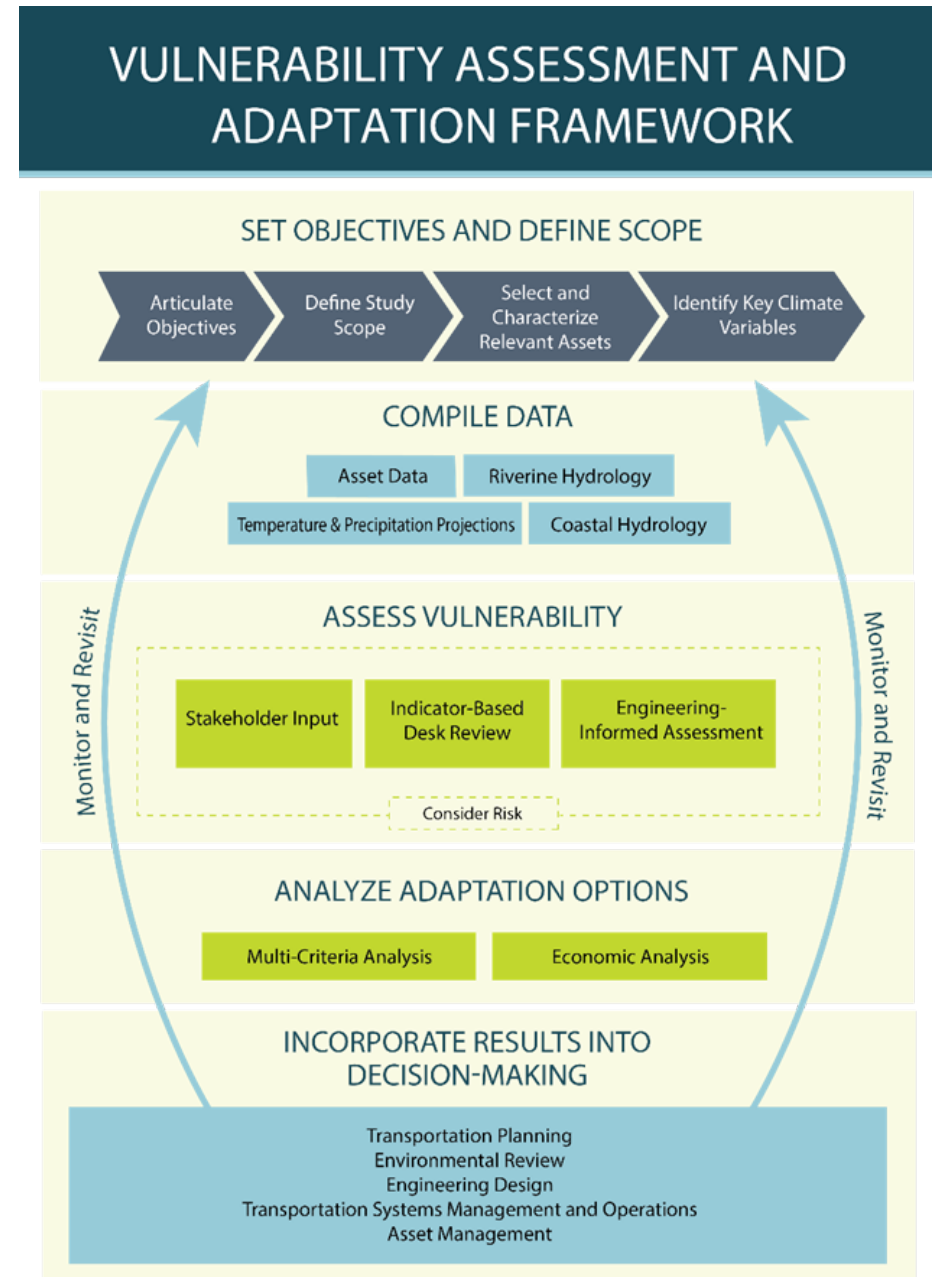 VULNERABILITY ASSESSMENT AND
ADAPTATION FRAMEWORK
SET OBJECTIVES AND DEFINE SCOPE
Articulate
Objectives
Define Study
Scope
Select and
Characterize
Relevant Assets
Identify Key Climate
Variables
COMPILE DATA
Asset Data
Riverine Hydrology
Temperature & Precipitation Projections
Coastal Hydrology
Monitor and Revisit
ASSESS VULNERABILITY
Stakeholder Input
Indicator-Based
Desk Review
Engineering-
Informed Assessment
Consider Risk
Monitor and Revisit
ANALYZE ADAPTATION OPTIONS
Multi-Criteria Analysis
Economic Analysis
INCORPORATE RESULTS INTO
DECISION-MAKING
Transportation Planning
Environmental Review
Engineering Design
Transportation Systems Management and Operations
Asset Management